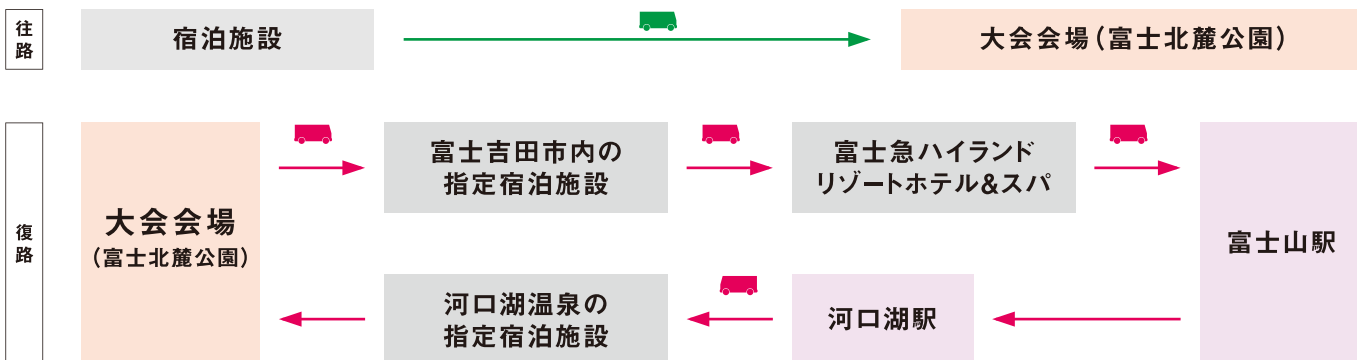 往路
宿泊施設
大会会場(富士北麓公園)
復路
大会会場
(富士北麓公園)
富士吉田市内の
指定宿泊施設
富士急ハイランド
リゾートホテル&スパ
富士山駅
河口湖駅
河口湖温泉の
指定宿泊施設